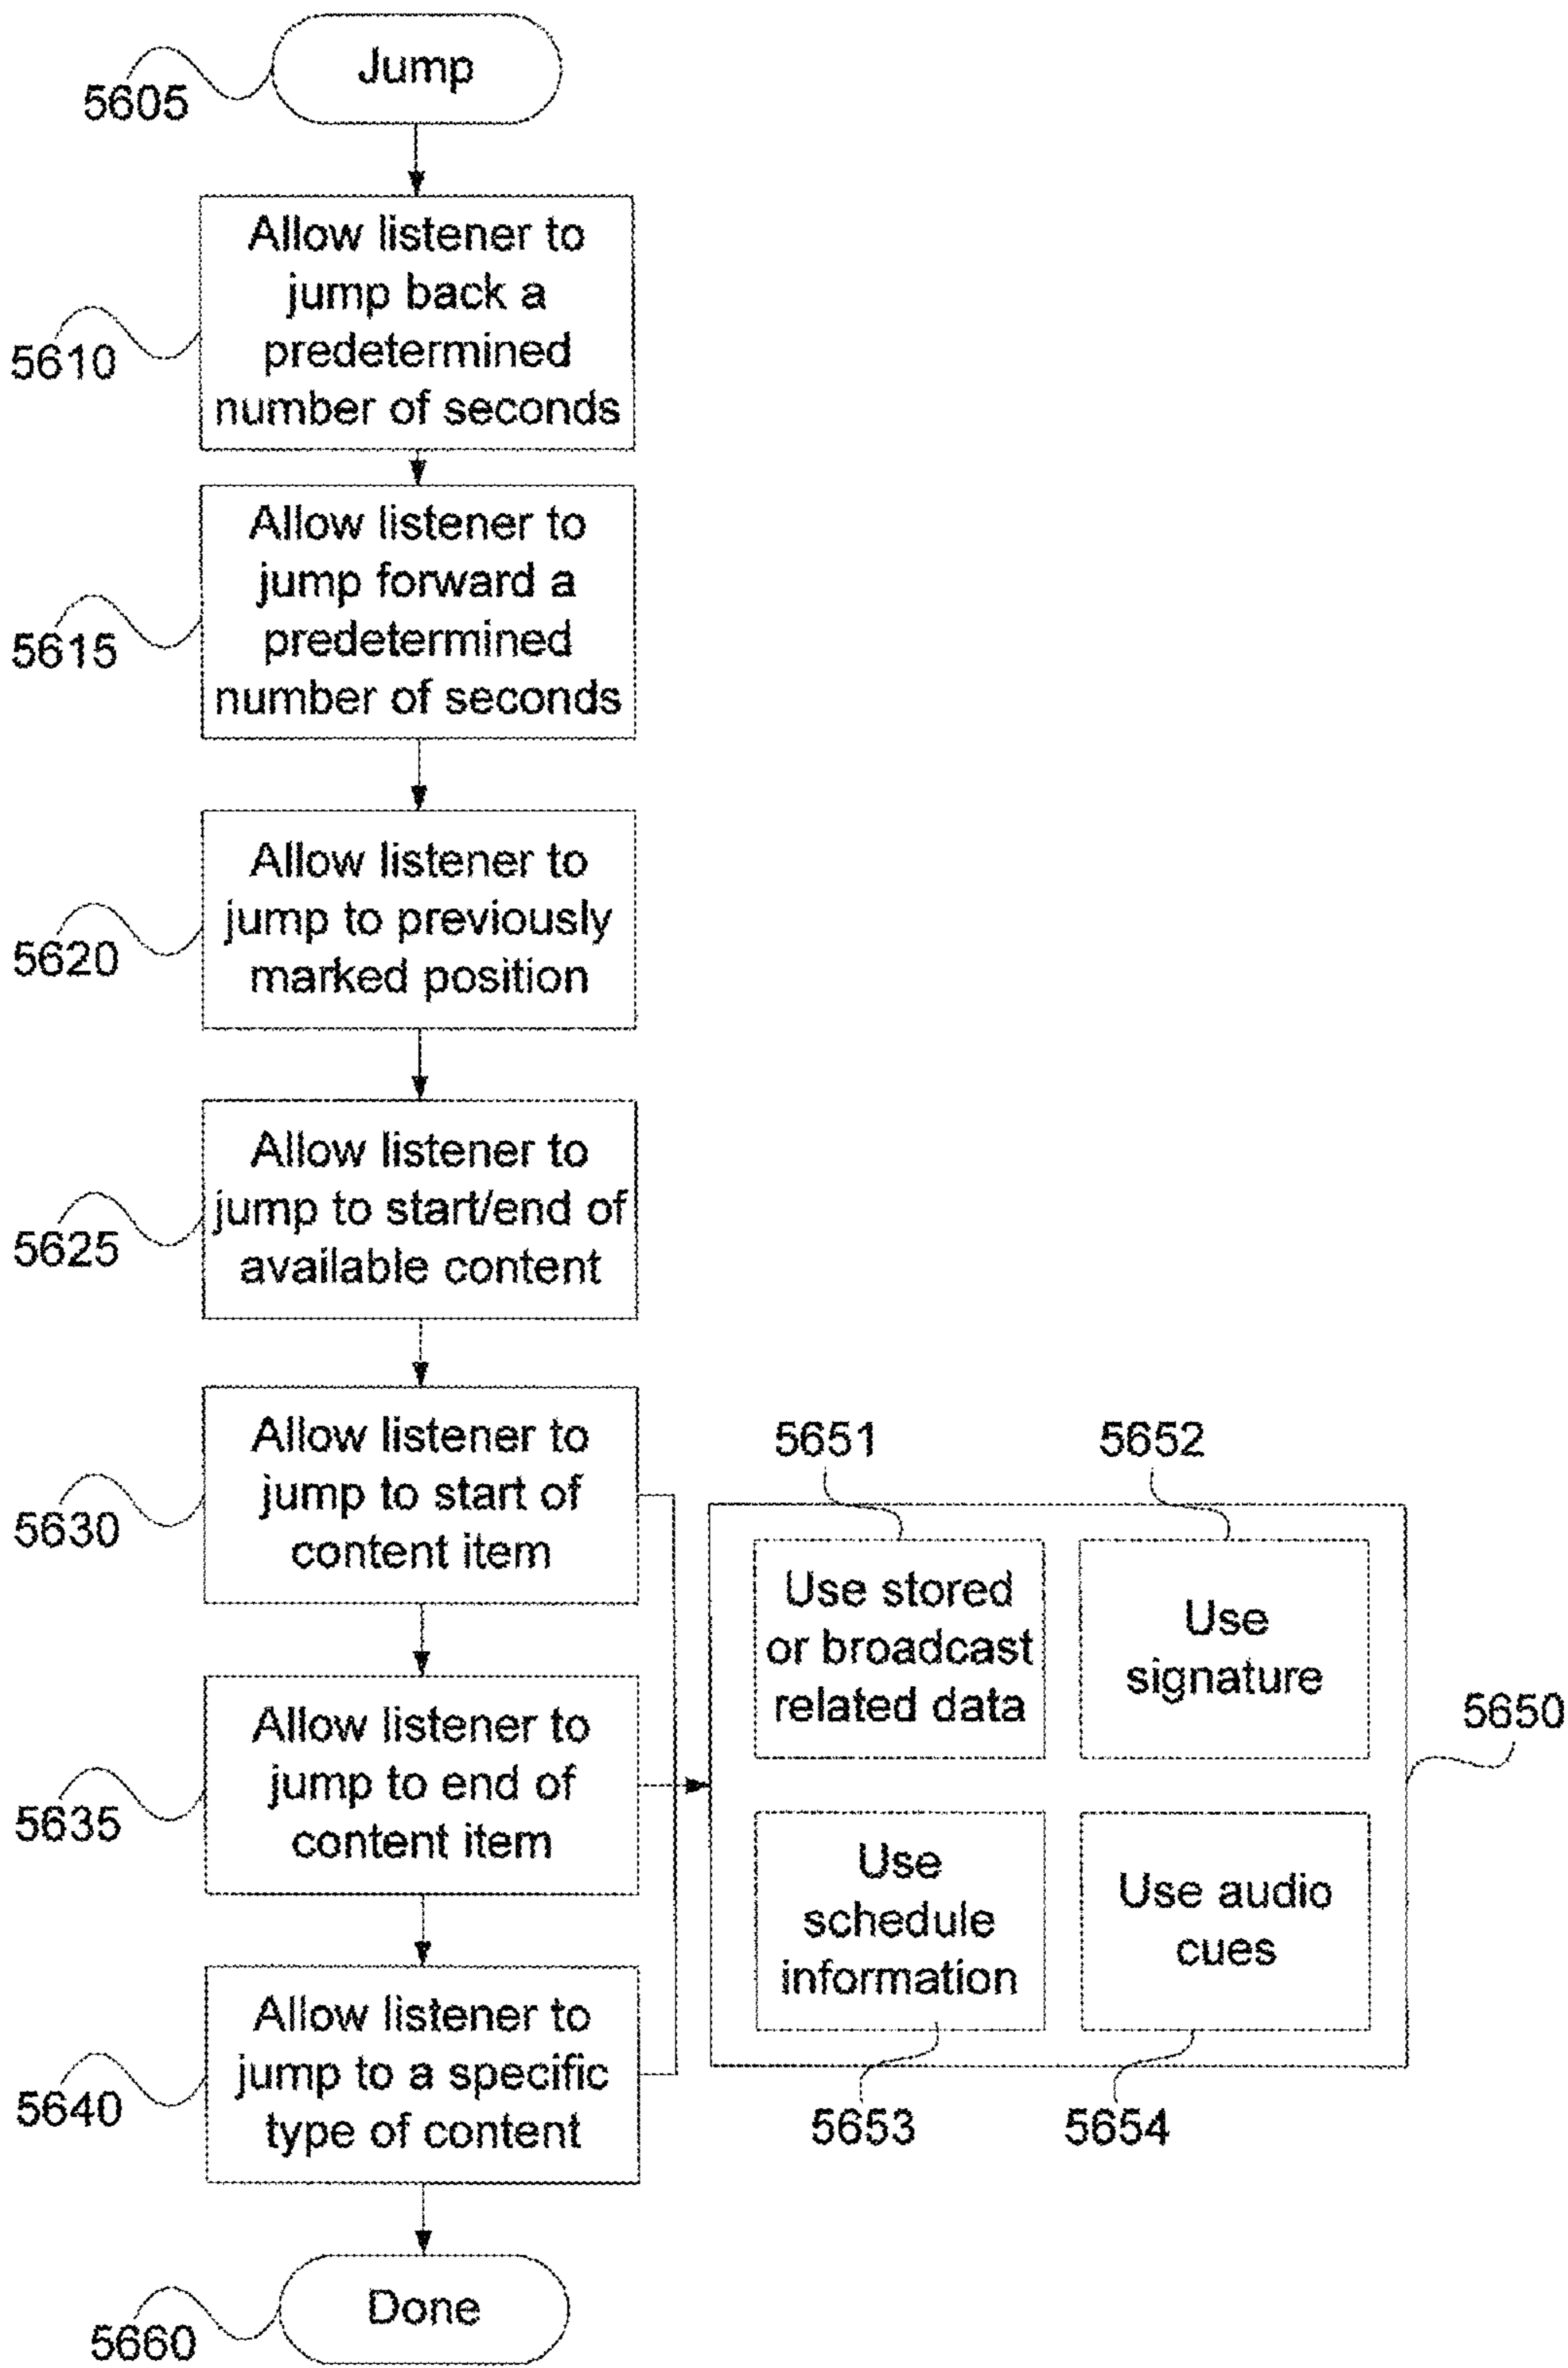 Jump
5605
Allow listener to
jump back a
predetermined
number of seconds
5610
Allow listener to
jump forward a
predetermined
number of seconds
5615
Allow listener to
jump to previously
marked position
5620
Allow listener to
jump to start/end of
available content
5625
Allow listener to
jump to start of
content item
5630
Allow listener to
jump to end of
content item
5635
Allow listener to
jump to a specific
type of content
5640
Done
5660
5651
5652
Use stored
or broadcast
related data
Use
signature
5650
Use
schedule
information
Use audio
cues
5653
5654